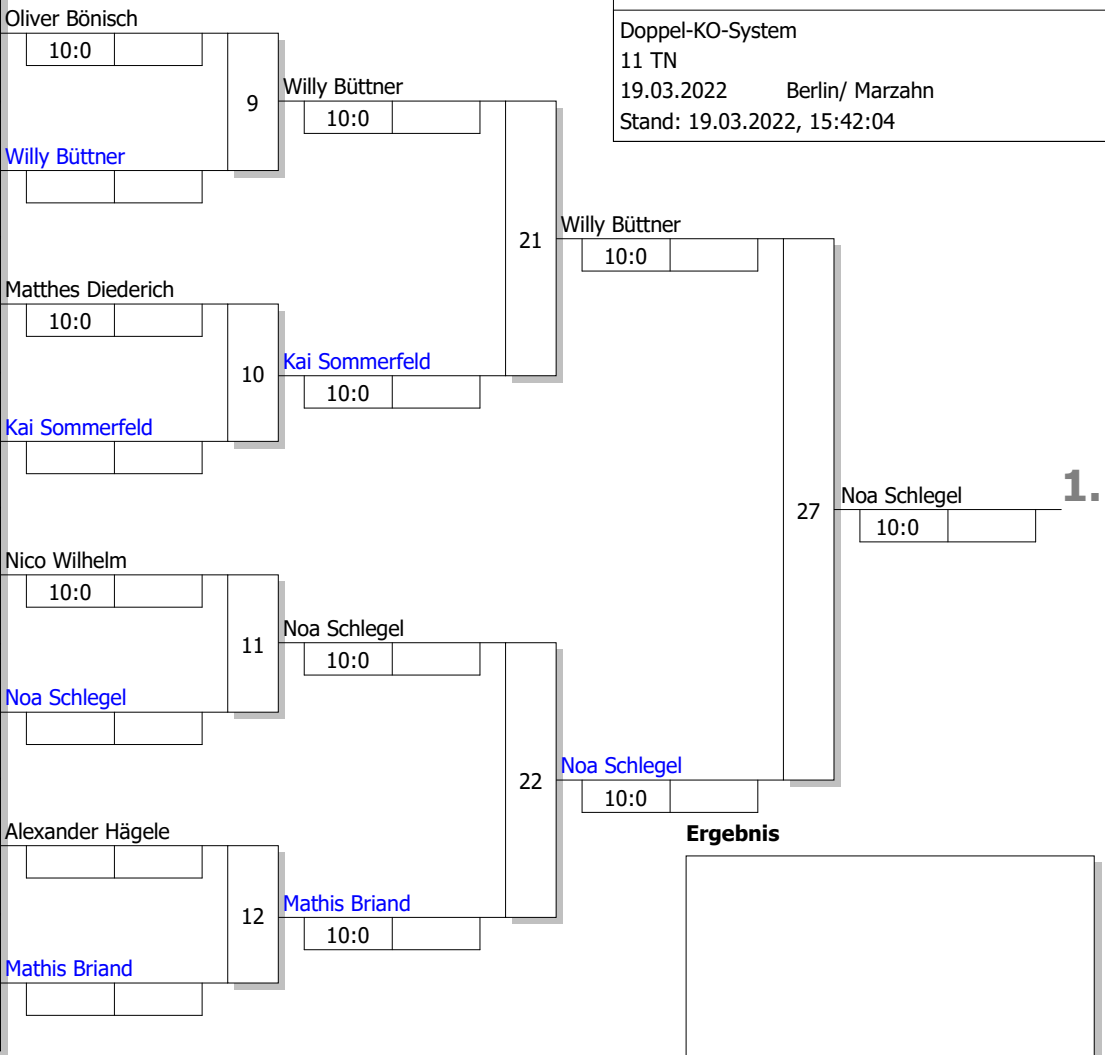 Oliver Bönisch
10:0
9
Willy Büttner
Willy Büttner
10:0
Matthes Diederich
10:0
10
Kai Sommerfeld
Kai Sommerfeld
10:0
21
Willy Büttner
10:0
Nico Wilhelm
10:0
11
Noa Schlegel
Noa Schlegel
10:0
Alexander Hägele
12
Mathis Briand
Mathis Briand
10:0
22
Noa Schlegel
10:0
27
Noa Schlegel
10:0
1.
Doppel-KO-System
11 TN
19.03.2022 Berlin/ Marzahn
Stand: 19.03.2022, 15:42:04
Ergebnis